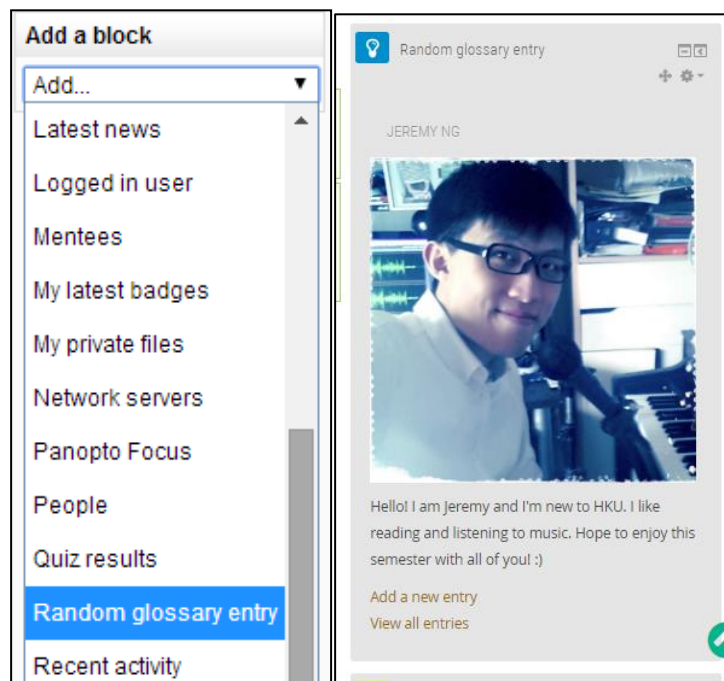 Add a block
Add...
Latest news
Logged in user
Mentees
My latest badges
My private files
Network servers
Panopto Focus
People
Quiz results
Random glossary entry
Recent activity
Random glossary entry
JEREMY NG
Hello! I am Jeremy and I'm new to HKU. I like
reading and listening to music. Hope to enjoy this
semester with all of you! :)
Add a new entry
View all entries